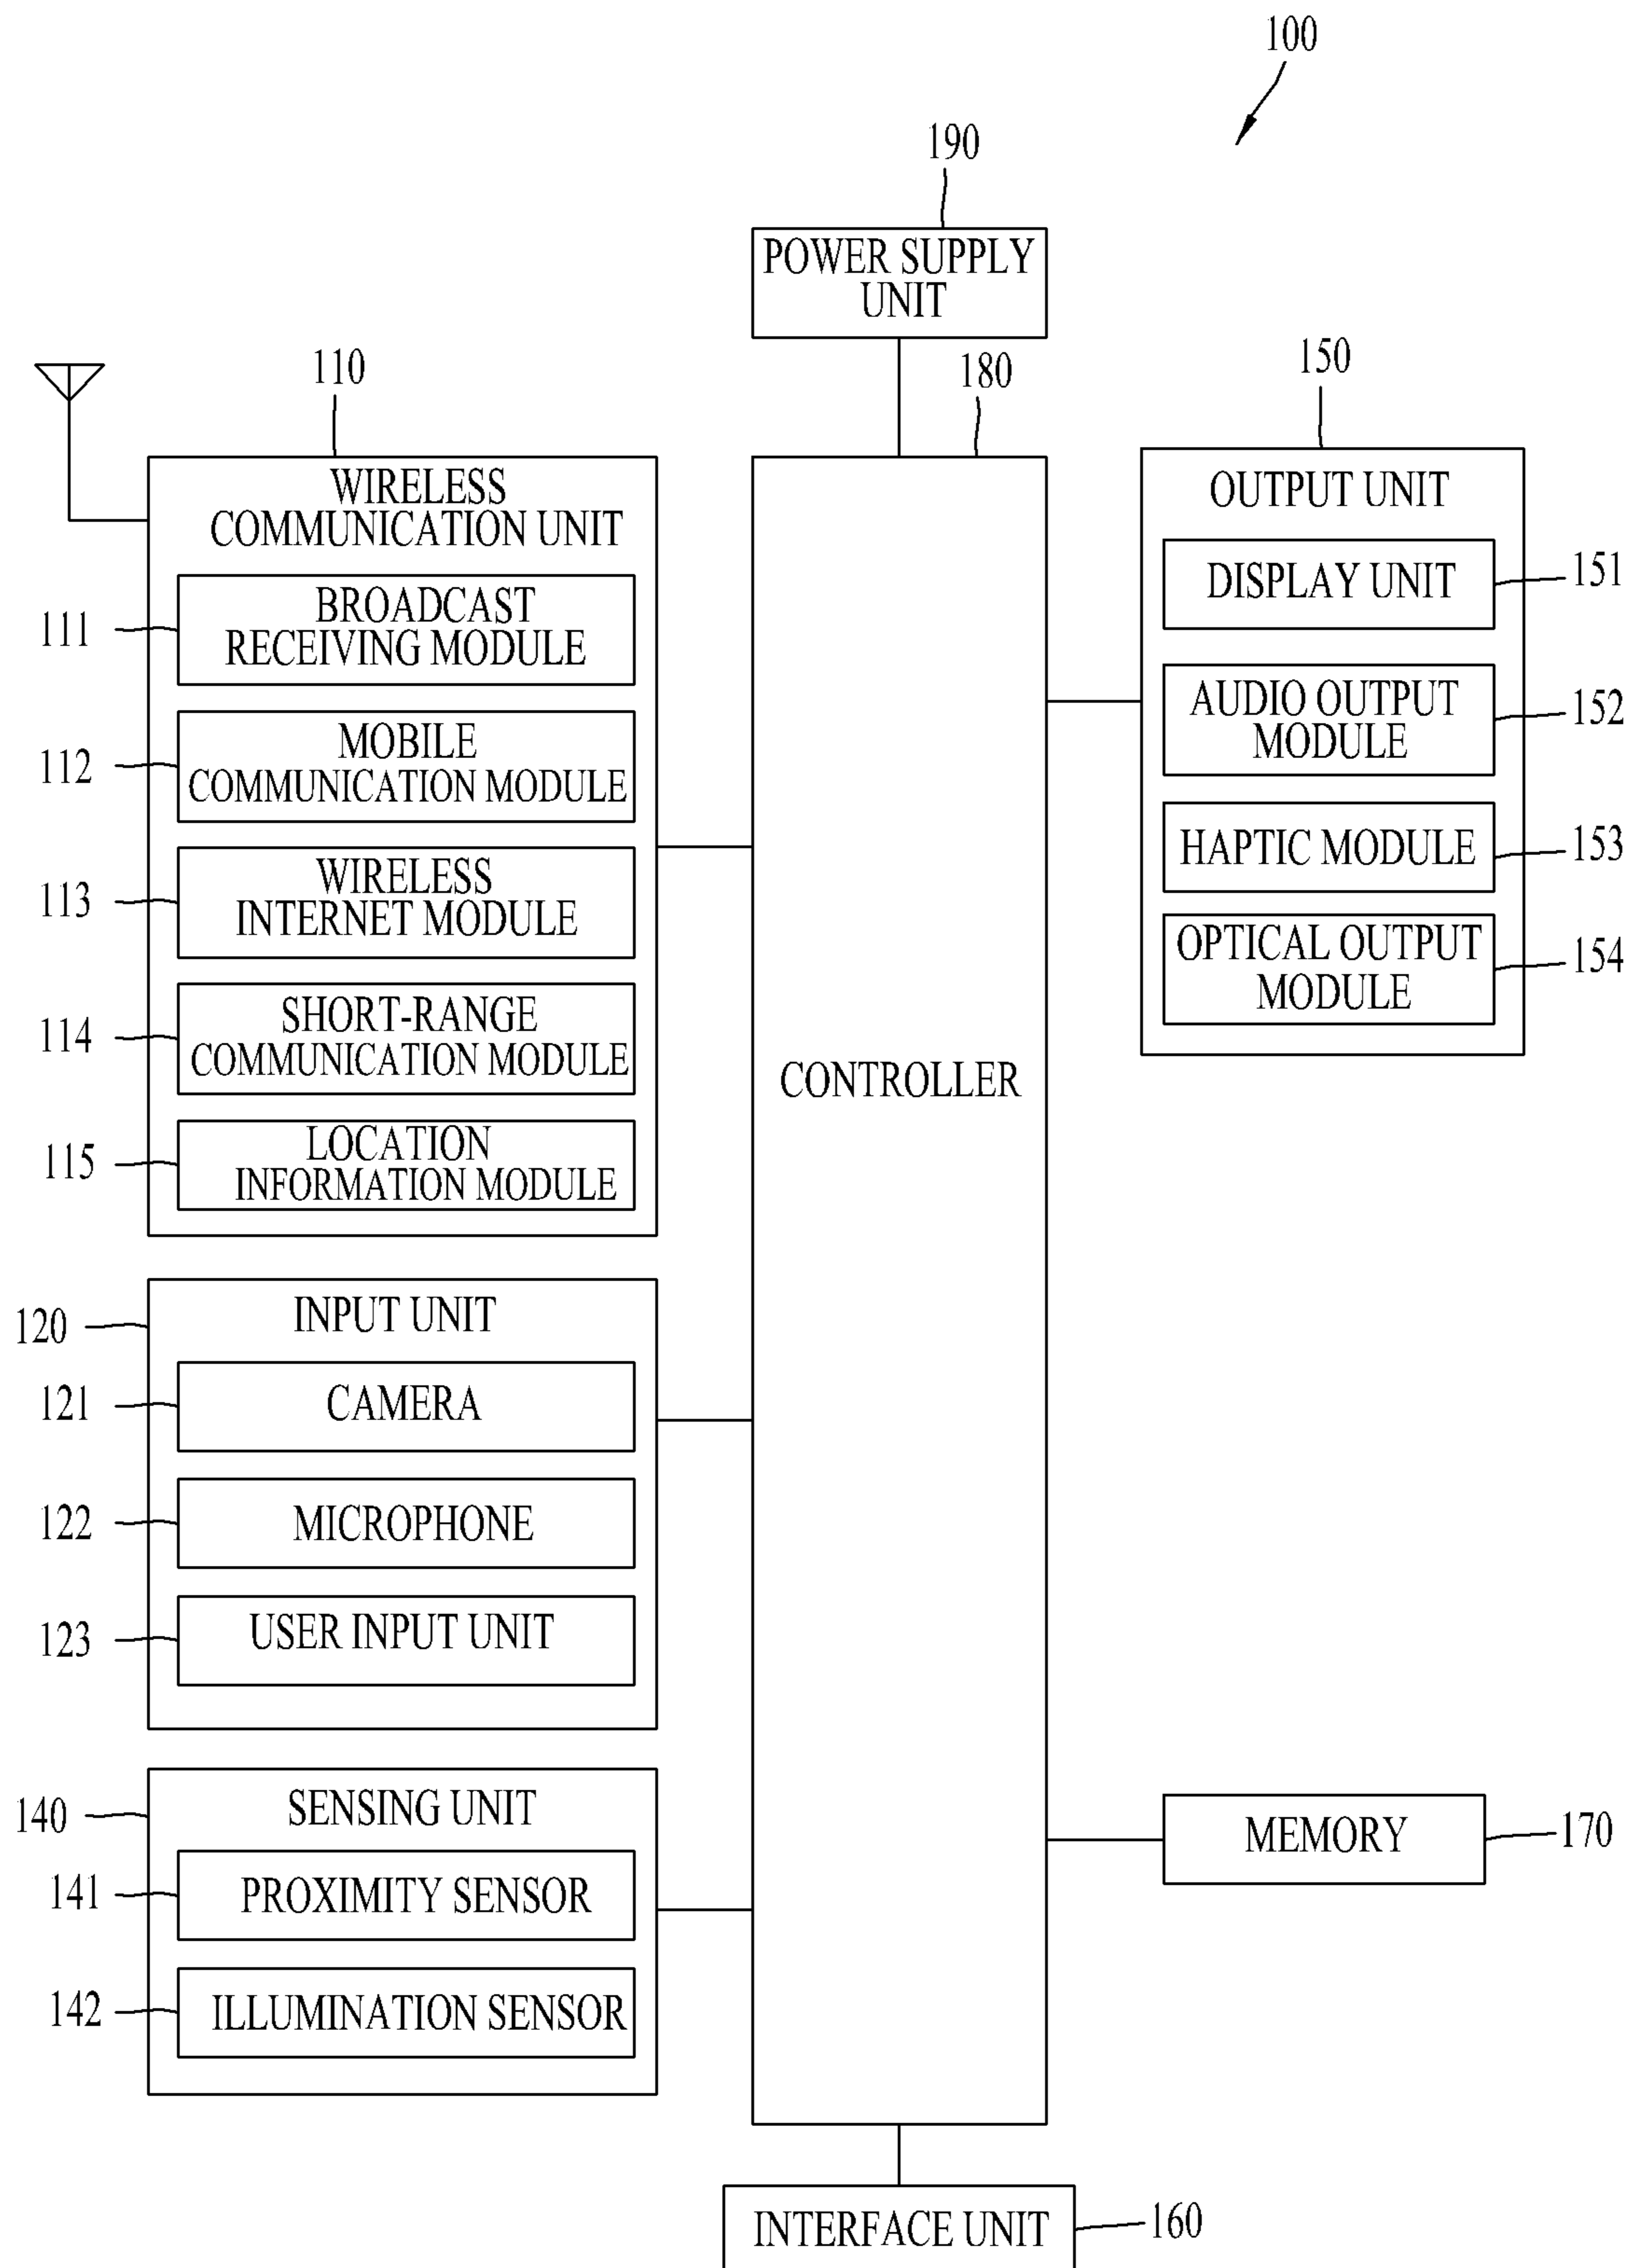 100
190
POWER SUPPLY
UNIT
110
180
150
WIRELESS
COMMUNICATION UNIT
111
BROADCAST
RECEIVING MODULE
112
MOBILE
COMMUNICATION MODULE
113
WIRELESS
INTERNET MODULE
114
SHORT-RANGE
COMMUNICATION MODULE
115
LOCATION
INFORMATION MODULE
120
INPUT UNIT
121
CAMERA
122
MICROPHONE
123
USER INPUT UNIT
140
SENSING UNIT
141
PROXIMITY SENSOR
142
ILLUMINATION SENSOR
CONTROLLER
OUTPUT UNIT
DISPLAY UNIT
151
AUDIO OUTPUT
MODULE
152
HAPTIC MODULE
153
OPTICAL OUTPUT
MODULE
154
MEMORY
170
INTERFACE UNIT
160